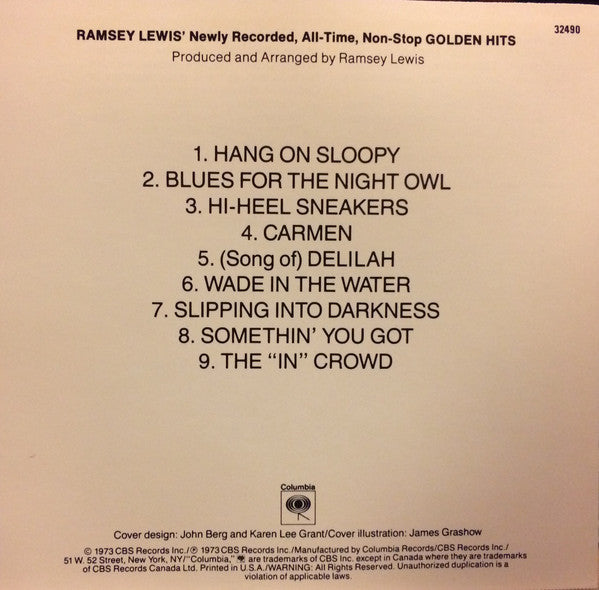 RAMSEY LEWIS' Newly Recorded, All-Time, Non-Stop GOLDEN HITS
32490
Produced and Arranged by Ramsey Lewis
1. HANG ON SLOOPY
2. BLUES FOR THE NIGHT OWL
3. HI-HEEL SNEAKERS
4. CARMEN
5. (Song of) DELILAH
6. WADE IN THE WATER
7. SLIPPING INTO DARKNESS
8. SOMETHIN' YOU GOT
9. THE “IN” CROWD
Columbia
Cover design: John Berg and Karen Lee Grant/Cover illustration: James Grashow
© 1973 CBS Records Inc./℗ 1973 CBS Records Inc./Manufactured by Columbia Records/CBS Records Inc./
51 W. 52 Street, New York, NY/"Columbia," are trademarks of CBS Inc. except in Canada where they are trademarks
of CBS Records Canada Ltd. Printed in U.S.A./WARNING: All Rights Reserved. Unauthorized duplication is a
violation of applicable laws.